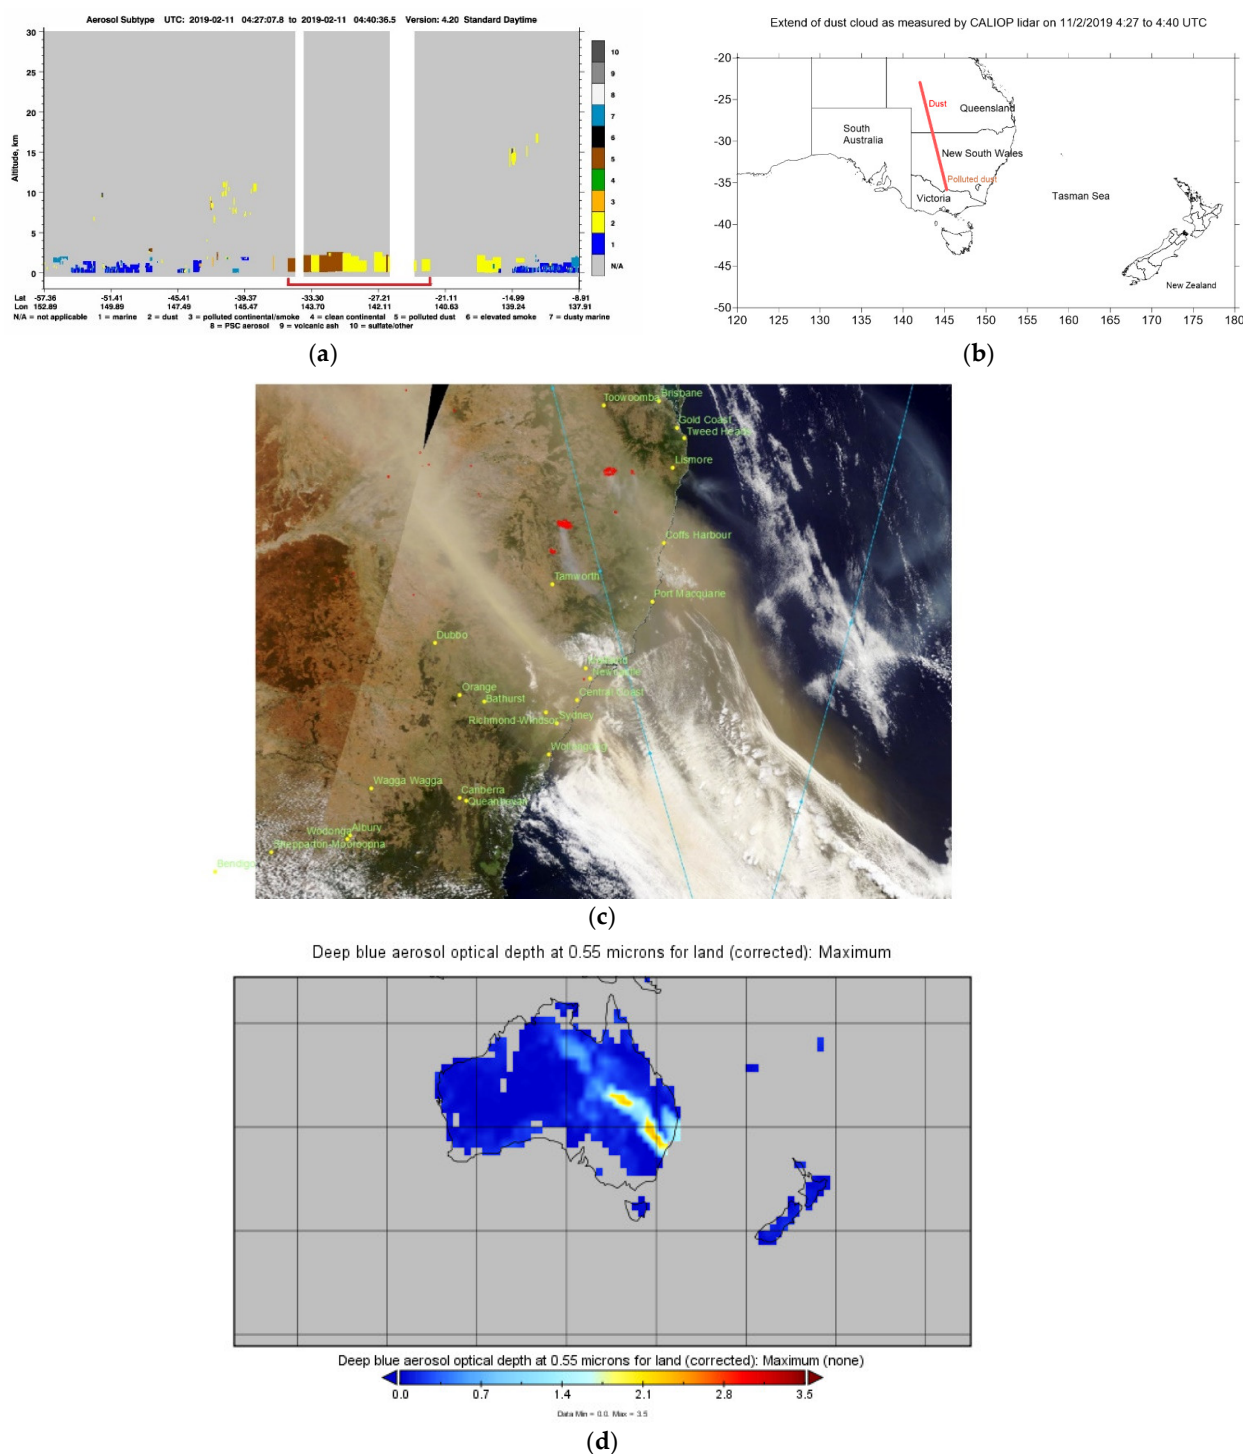 Aerosol Subtype UTC: 2019-02-11 04:27:07.8 to 2019-02-11 04:40:36.5 Version: 4.20 Standard Daytime
Altitude, km
30
25
20
15
10
5
0
10
9
8
7
6
5
4
3
2
1
N/A
Lat -57.36 -51.41 -45.41 -39.37 -33.30 -27.21 -21.11 -14.99 -8.91
Lon 152.89 149.89 147.49 145.47 143.70 142.11 140.63 139.24 137.91
N/A = not applicable 1 = marine 2 = dust 3 = polluted continental/smoke 4 = clean continental 5 = polluted dust 6 = elevated smoke 7 = dusty marine
8 = PSC aerosol 9 = volcanic ash 10 = sulfate/other
(a)
Extend of dust cloud as measured by CALIOP lidar on 11/2/2019 4:27 to 4:40 UTC
-20
-25
-30
-35
-40
-45
-50
Dust
Queensland
South
Australia
New South Wales
Polluted dust
Victoria
Tasman Sea
New Zealand
120 125 130 135 140 145 150 155 160 165 170 175 180
(b)
Brisbane
Toowoomba
Gold Coast
Tweed Heads
Lismore
Coffs Harbour
Tamworth
Port Macquarie
Dubbo
Newcastle
Central Coast
Orange
Bathurst
Richmond-Windsor
Sydney
Wollongong
Wagga Wagga
Canberra
Queanbeyan
Albury
Wodonga
Shepparton-Mooroopna
Bendigo
(c)
Deep blue aerosol optical depth at 0.55 microns for land (corrected): Maximum
Deep blue aerosol optical depth at 0.55 microns for land (corrected): Maximum (none)
0.0 0.7 1.4 2.1 2.8 3.5
Data Min = 0.0, Max = 3.5
(d)